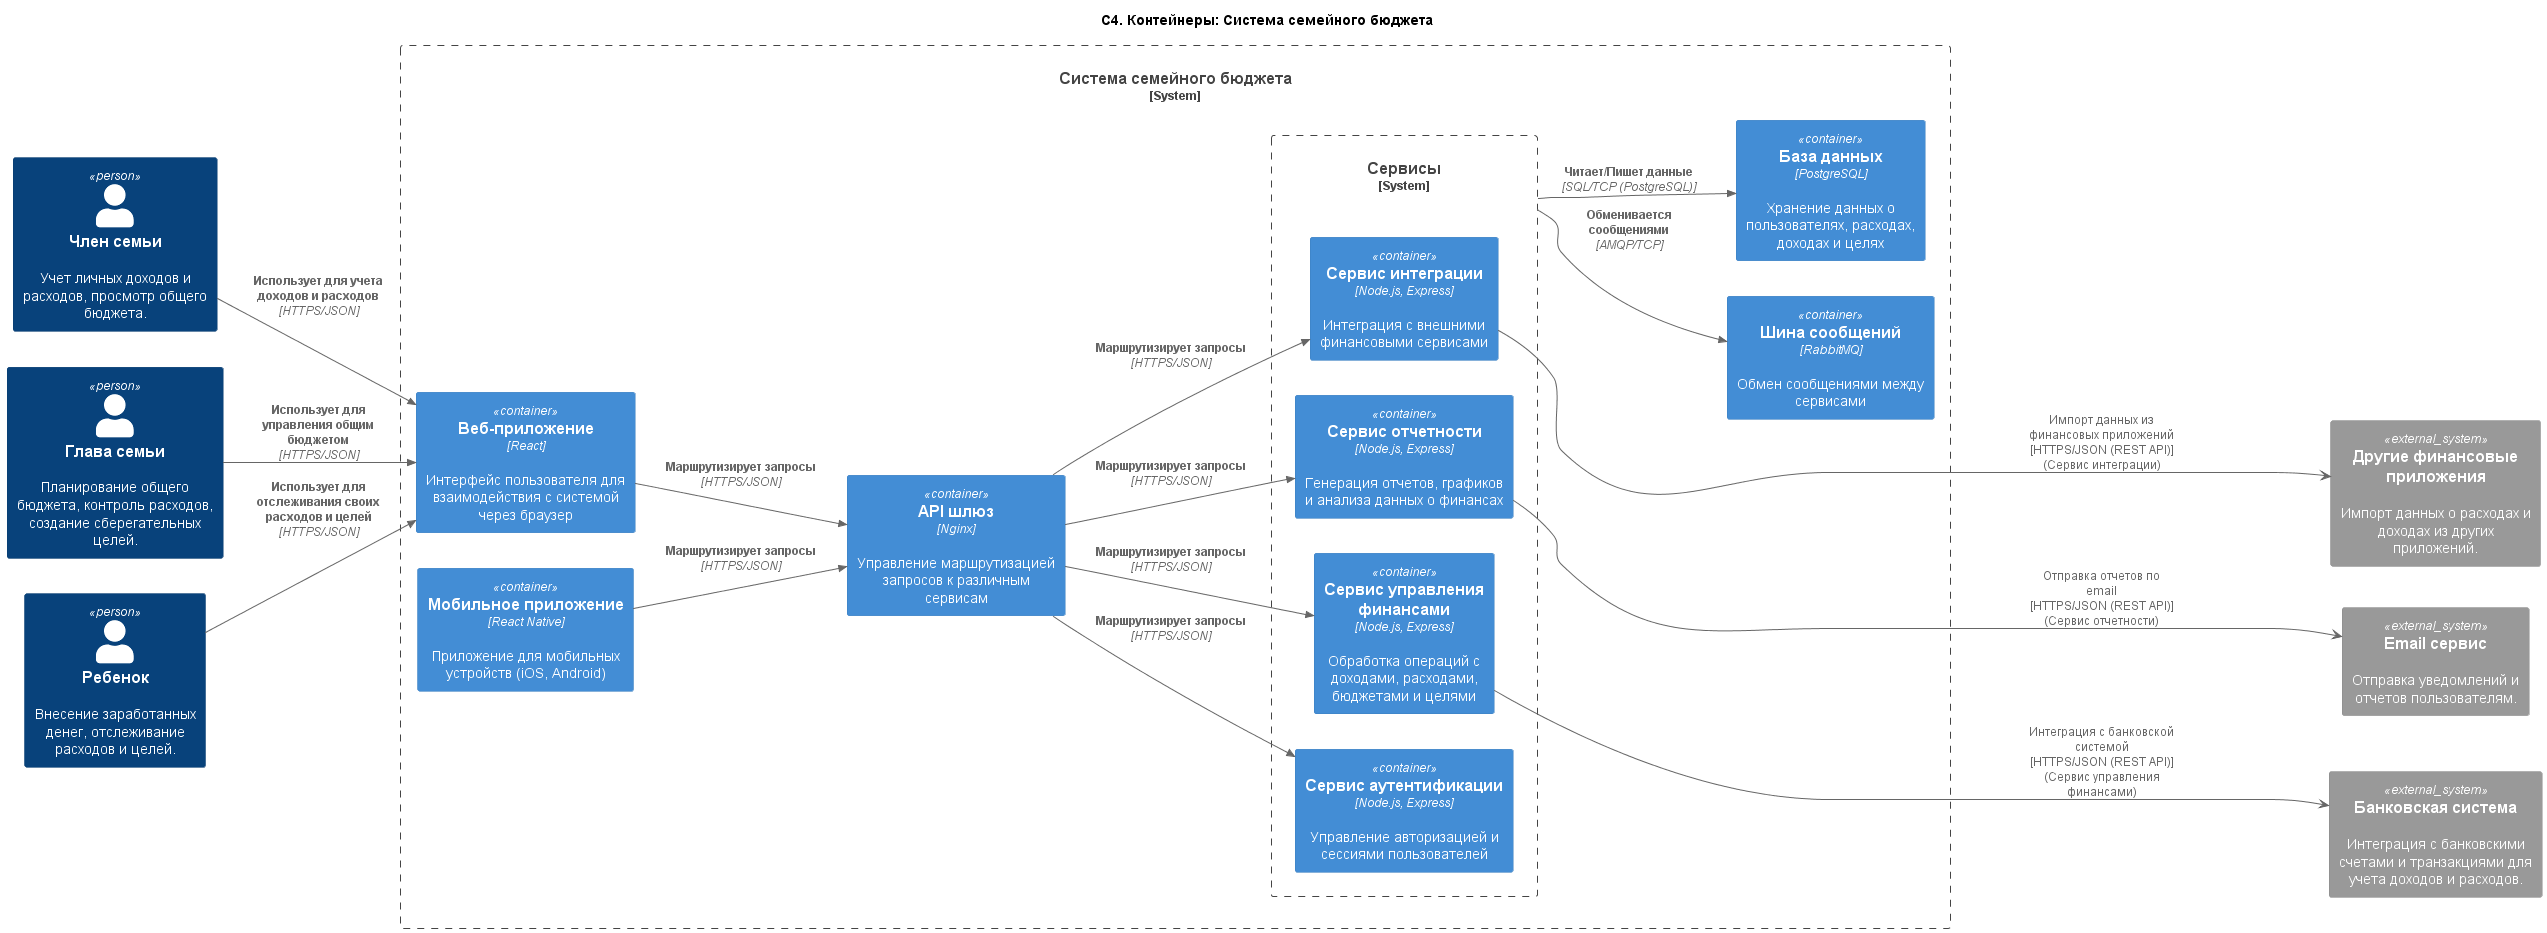 C4. Контейнеры: Система семейного бюджета
Система семейного бюджета
[System]
«person»
Член семьи
Учет личных доходов и
расходов, просмотр общего
бюджета.
«person»
Глава семьи
Планирование общего
бюджета, контроль расходов,
создание сберегательных
целей.
«person»
Ребенок
Внесение заработанных
денег, отслеживание
расходов и целей.
Использует для учета
доходов и расходов
[HTTPS/JSON]
Использует для
управления общим
бюджетом
[HTTPS/JSON]
Использует для
отслеживания своих
расходов и целей
[HTTPS/JSON]
«container»
Веб-приложение
[React]
Интерфейс пользователя для
взаимодействия с системой
через браузер
«container»
Мобильное приложение
[React Native]
Приложение для мобильных
устройств (iOS, Android)
Маршрутизирует запросы
[HTTPS/JSON]
Маршрутизирует запросы
[HTTPS/JSON]
«container»
API шлюз
[Nginx]
Управление маршрутизацией
запросов к различным
сервисам
Маршрутизирует запросы
[HTTPS/JSON]
Маршрутизирует запросы
[HTTPS/JSON]
Маршрутизирует запросы
[HTTPS/JSON]
Маршрутизирует запросы
[HTTPS/JSON]
Сервисы
[System]
«container»
Сервис интеграции
[Node.js, Express]
Интеграция с внешними
финансовыми сервисами
«container»
Сервис отчетности
[Node.js, Express]
Генерация отчетов, графиков
и анализа данных о финансах
«container»
Сервис управления
финансами
[Node.js, Express]
Обработка операций с
доходами, расходами,
бюджетами и целями
«container»
Сервис аутентификации
[Node.js, Express]
Управление авторизацией и
сессиями пользователей
Читает/Пишет данные
[SQL/TCP (PostgreSQL)]
Обменивается
сообщениями
[AMQP/TCP]
«container»
База данных
[PostgreSQL]
Хранение данных о
пользователях, расходах,
доходах и целях
«container»
Шина сообщений
[RabbitMQ]
Обмен сообщениями между
сервисами
Импорт данных из
финансовых приложений
[HTTPS/JSON (REST API)]
(Сервис интеграции)
Отправка отчетов по
email
[HTTPS/JSON (REST API)]
(Сервис отчетности)
Интеграция с банковской
системой
[HTTPS/JSON (REST API)]
(Сервис управления
финансами)
«external_system»
Другие финансовые
приложения
Импорт данных о расходах и
доходах из других
приложений.
«external_system»
Email сервис
Отправка уведомлений и
отчетов пользователям.
«external_system»
Банковская система
Интеграция с банковскими
счетами и транзакциями для
учета доходов и расходов.